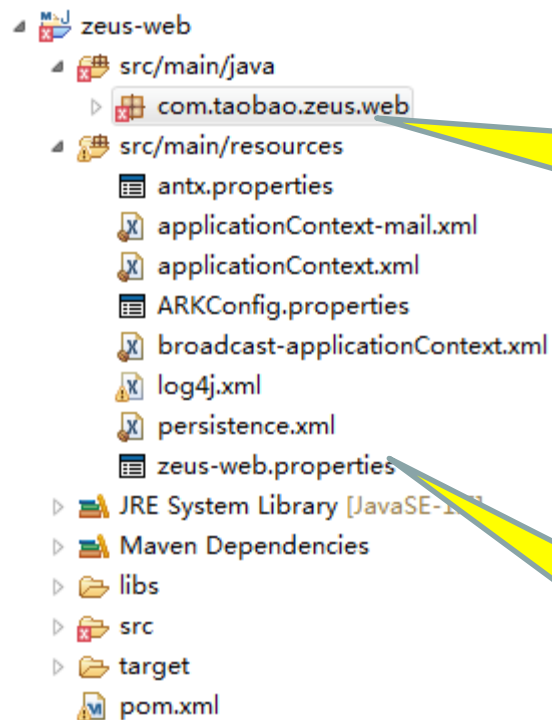 zeus-web
src/main/java
com.taobao.zeus.web
src/main/resources
antx.properties
applicationContext-mail.xml
applicationContext.xml
ARKConfig.properties
broadcast-applicationContext.xml
log4j.xml
persistence.xml
zeus-web.properties
JRE System Library
Maven Dependencies
libs
src
target
pom.xml